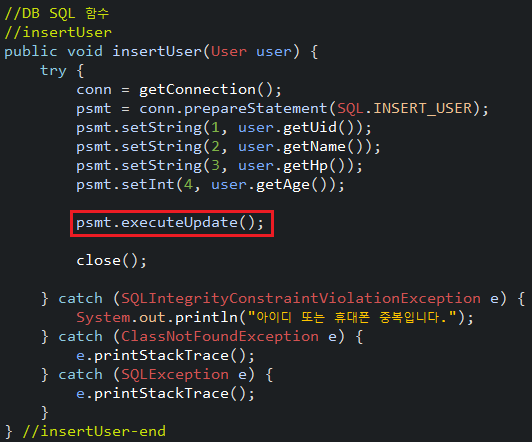 //DB SQL 함수
//insertUser
public void insertUser(User user) {
    try {
        conn = getConnection();
        psmt = conn.prepareStatement(SQL.INSERT_USER);
        psmt.setString(1, user.getUid());
        psmt.setString(2, user.getName());
        psmt.setString(3, user.getHp());
        psmt.setInt(4, user.getAge());
        psmt.executeUpdate();
        close();
    } catch (SQLIntegrityConstraintViolationException e) {
        System.out.println("아이디 또는 휴대폰 중복입니다.");
    } catch (ClassNotFoundException e) {
        e.printStackTrace();
    } catch (SQLException e) {
        e.printStackTrace();
    }
} //insertUser-end